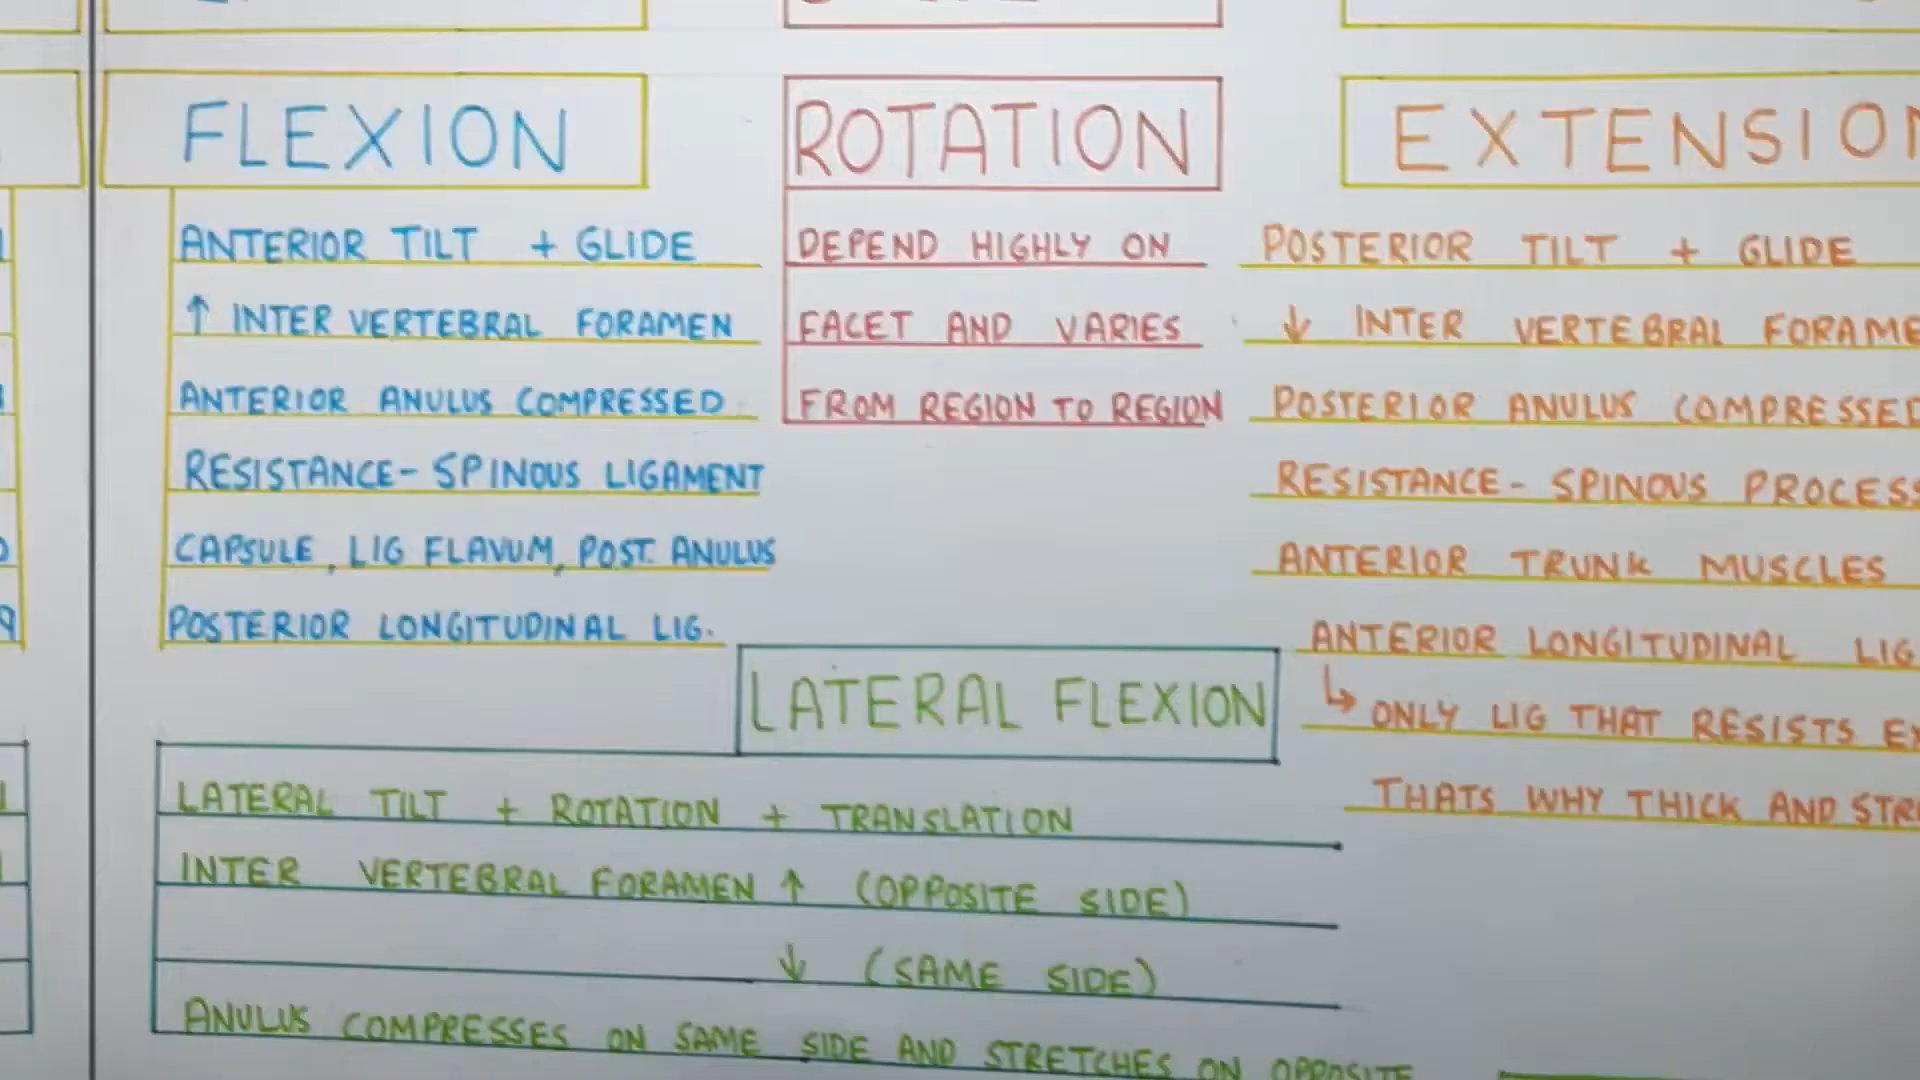 FLEXION
ANTERIOR TILT + GLIDE
↑ INTER VERTEBRAL FORAMEN
ANTERIOR ANULUS COMPRESSED
RESISTANCE- SPINOUS LIGAMENT
CAPSULE, LIG FLAVUM, POST. ANULUS
POSTERIOR LONGITUDINAL LIG.
ROTATION
DEPEND HIGHLY ON
FACET AND VARIES
FROM REGION TO REGION
EXTENSION
POSTERIOR TILT + GLIDE
↓ INTER VERTEBRAL FORAME
POSTERIOR ANULUS COMPRESSED
RESISTANCE- SPINOUS PROCESS
ANTERIOR TRUNK MUSCLES
ANTERIOR LONGITUDINAL LIG
↳ ONLY LIG THAT RESISTS
THATS WHY THICK AND
LATERAL FLEXION
LATERAL TILT + ROTATION + TRANSLATION
INTER VERTEBRAL FORAMEN ↑ (OPPOSITE SIDE)
↓ (SAME SIDE)
ANULUS COMPRESSES ON SAME SIDE AND STRETCHES ON OPPOSITE